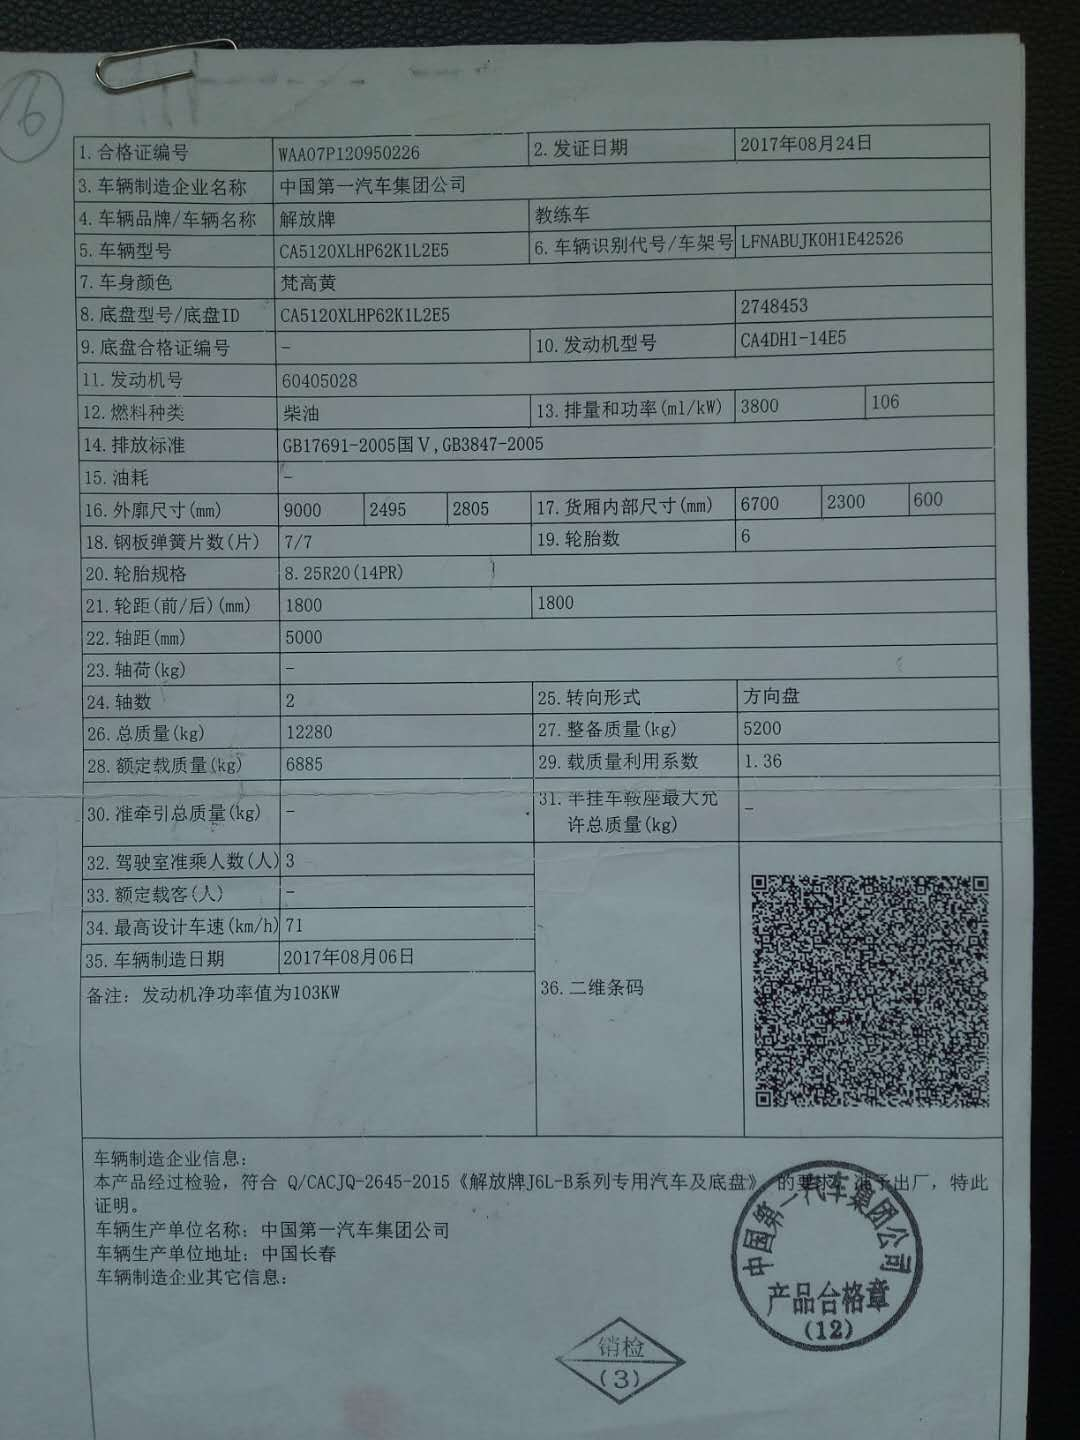 6
1.合格证编号 WAA07P120950226 2.发证日期 2017年08月24日
3.车辆制造企业名称 中国第一汽车集团公司
4.车辆品牌/车辆名称 解放牌 教练车
5.车辆型号 CA5120XLHP62K1L2E5 6.车辆识别代号/车架号 LFNABUJK0H1E42526
7.车身颜色 梵高黄
8.底盘型号/底盘ID CA5120XLHP62K1L2E5 2748453
9.底盘合格证编号 - 10.发动机型号 CA4DH1-14E5
11.发动机号 60405028
12.燃料种类 柴油 13.排量和功率(ml/kW) 3800 106
14.排放标准 GB17691-2005国Ⅴ,GB3847-2005
15.油耗 -
16.外廓尺寸(mm) 9000 2495 2805 17.货厢内部尺寸(mm) 6700 2300 600
18.钢板弹簧片数(片) 7/7 19.轮胎数 6
20.轮胎规格 8.25R20(14PR)
21.轮距(前/后)(mm) 1800 1800
22.轴距(mm) 5000
23.轴荷(kg) -
24.轴数 2 25.转向形式 方向盘
26.总质量(kg) 12280 27.整备质量(kg) 5200
28.额定载质量(kg) 6885 29.载质量利用系数 1.36
30.准牵引总质量(kg) - 31.半挂车鞍座最大允
许总质量(kg) -
32.驾驶室准乘人数(人) 3
33.额定载客(人) -
34.最高设计车速(km/h) 71
35.车辆制造日期 2017年08月06日
备注：发动机净功率值为103KW 36.二维条码
车辆制造企业信息：
本产品经过检验，符合 Q/CACJQ-2645-2015《解放牌J6L-B系列专用汽车及底盘》 的要求，准予出厂，特此
证明。
车辆生产单位名称：中国第一汽车集团公司
车辆生产单位地址：中国长春
车辆制造企业其它信息：
中国第一汽车集团公司
产品合格章
(12)
销检
(3)